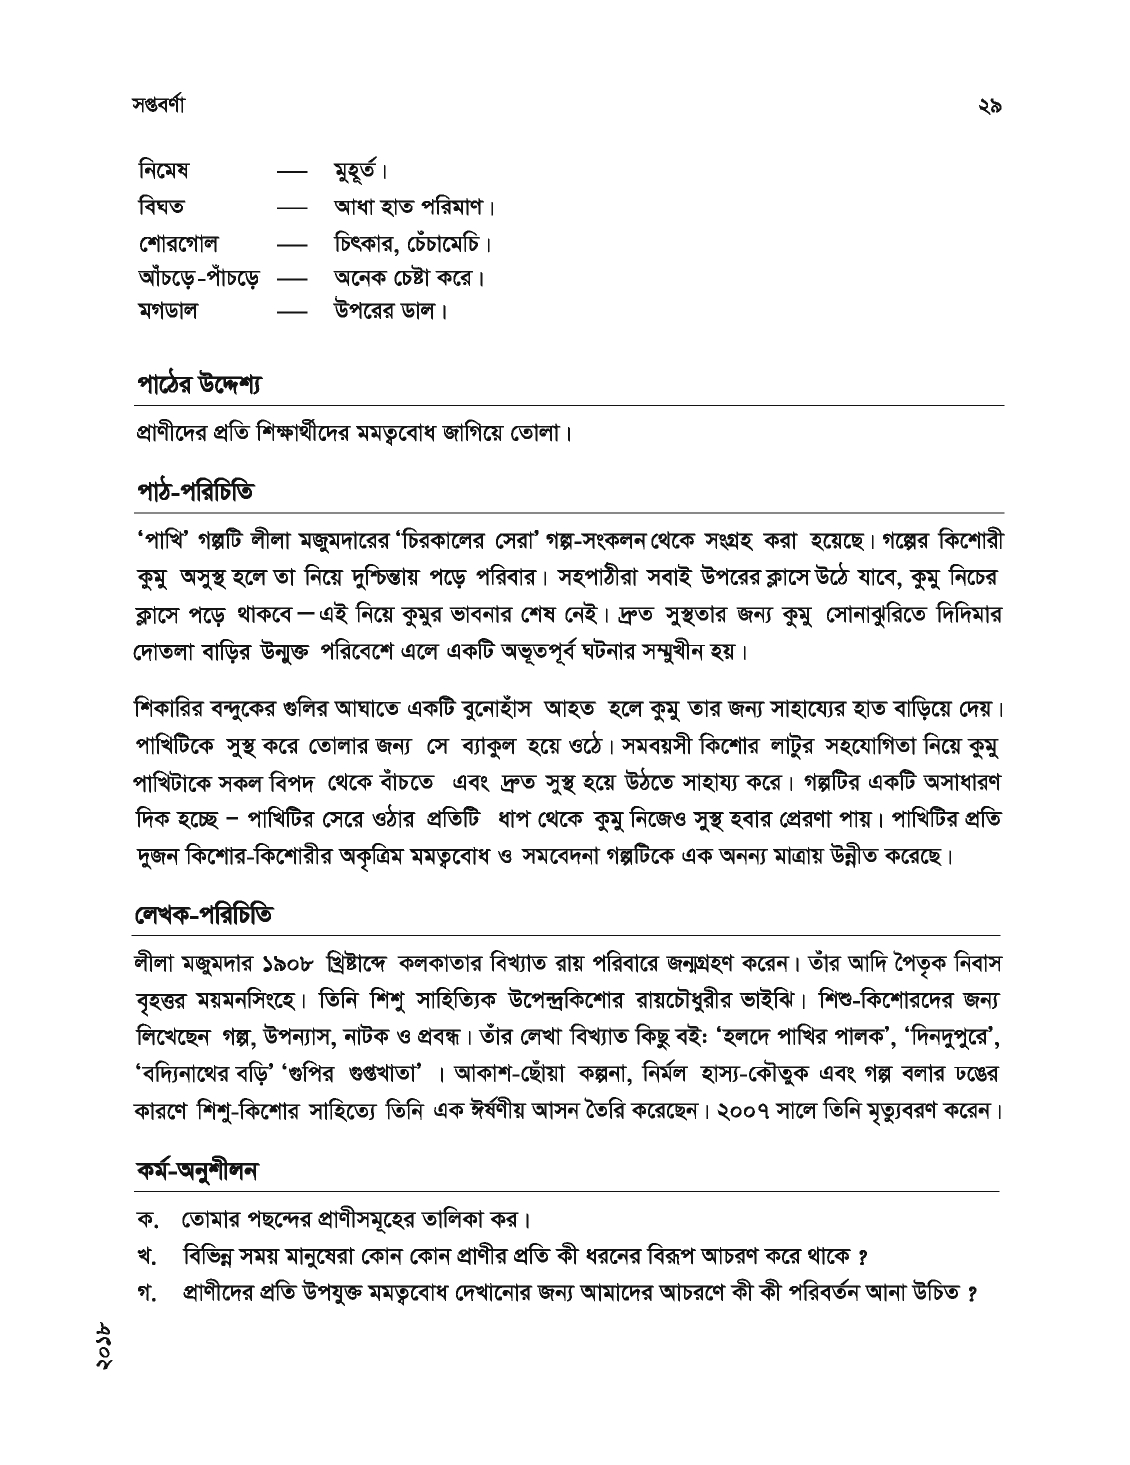 সপ্তবর্ণা ২৯
নিমেষ — মুহূর্ত।
বিঘত — আধা হাত পরিমাণ।
শোরগোল — চিৎকার, চেঁচামেচি।
আঁচড়ে-পাঁচড়ে — অনেক চেষ্টা করে।
মগডাল — উপরের ডাল।
পাঠের উদ্দেশ্য
প্রাণীদের প্রতি শিক্ষার্থীদের মমত্ববোধ জাগিয়ে তোলা।
পাঠ-পরিচিতি
‘পাখি’ গল্পটি লীলা মজুমদারের ‘চিরকালের সেরা’ গল্প-সংকলন থেকে সংগ্রহ করা হয়েছে। গল্পের কিশোরী
কুমু অসুস্থ হলে তা নিয়ে দুশ্চিন্তায় পড়ে পরিবার। সহপাঠীরা সবাই উপরের ক্লাসে উঠে যাবে, কুমু নিচের
ক্লাসে পড়ে থাকবে – এই নিয়ে কুমুর ভাবনার শেষ নেই। দ্রুত সুস্থতার জন্য কুমু সোনাঝুরিতে দিদিমার
দোতলা বাড়ির উন্মুক্ত পরিবেশে এলে একটি অভূতপূর্ব ঘটনার সম্মুখীন হয়।
শিকারির বন্দুকের গুলির আঘাতে একটি বুনোহাঁস আহত হলে কুমু তার জন্য সাহায্যের হাত বাড়িয়ে দেয়।
পাখিটিকে সুস্থ করে তোলার জন্য সে ব্যাকুল হয়ে ওঠে। সমবয়সী কিশোর লাটুর সহযোগিতা নিয়ে কুমু
পাখিটাকে সকল বিপদ থেকে বাঁচতে এবং দ্রুত সুস্থ হয়ে উঠতে সাহায্য করে। গল্পটির একটি অসাধারণ
দিক হচ্ছে – পাখিটির সেরে ওঠার প্রতিটি ধাপ থেকে কুমু নিজেও সুস্থ হবার প্রেরণা পায়। পাখিটির প্রতি
দুজন কিশোর-কিশোরীর অকৃত্রিম মমত্ববোধ ও সমবেদনা গল্পটিকে এক অনন্য মাত্রায় উন্নীত করেছে।
লেখক-পরিচিতি
লীলা মজুমদার ১৯০৮ খ্রিষ্টাব্দে কলকাতার বিখ্যাত রায় পরিবারে জন্মগ্রহণ করেন। তাঁর আদি পৈতৃক নিবাস
বৃহত্তর ময়মনসিংহে। তিনি শিশু সাহিত্যিক উপেন্দ্রকিশোর রায়চৌধুরীর ভাইঝি। শিশু-কিশোরদের জন্য
লিখেছেন গল্প, উপন্যাস, নাটক ও প্রবন্ধ। তাঁর লেখা বিখ্যাত কিছু বই: ‘হলদে পাখির পালক’, ‘দিনদুপুরে’,
‘বদ্যিনাথের বড়ি’ ‘গুপির গুপ্তখাতা’ । আকাশ-ছোঁয়া কল্পনা, নির্মল হাস্য-কৌতুক এবং গল্প বলার ঢঙের
কারণে শিশু-কিশোর সাহিত্যে তিনি এক ঈর্ষণীয় আসন তৈরি করেছেন। ২০০৭ সালে তিনি মৃত্যুবরণ করেন।
কর্ম-অনুশীলন
ক. তোমার পছন্দের প্রাণীসমূহের তালিকা কর।
খ. বিভিন্ন সময় মানুষেরা কোন কোন প্রাণীর প্রতি কী ধরনের বিরূপ আচরণ করে থাকে ?
গ. প্রাণীদের প্রতি উপযুক্ত মমত্ববোধ দেখানোর জন্য আমাদের আচরণে কী কী পরিবর্তন আনা উচিত ?
২০১৮